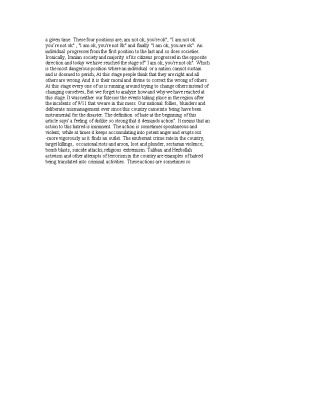 a given time. These four positions are, am not ok, you're ok", "I am not ok
you're not ok" , "I am ok, you're not Ik" and finally "I am ok, you are ok" An
individual progresses from the first position to the last and so does societies.
Ironically, Iranian society and majority of its citizens progressed in the opposite
direction and today we have reached the stage of" I am ok, you're not ok" Which
is the most dangerous position where an individual or a nation cannot sustain
and is doomed to perish, At this stage people think that they are right and all
others are wrong. And it is their moral and divine to correct the wrong of others.
At this stage every one of us is running around trying to change others instead of
changing ourselves, But we forget to analyze how and why we have reached at
this stage. It was neither our fate nor the events taking place in the region after
the incidents of 9/11 that swore in this mess. Our national follies, blunders and
deliberate mismanagement over since this country came into being have been
instrumental for the disaster. The definition of hate at the beginning of this
article says' a feeling of dislike so strong that it demands action". It means that an
action to this hatred is imminent. The action is sometimes spontaneous and
violent, while at times it keeps accumulating into potent anger and erupts out
-more vigorously as it finds an outlet. The exuberant crime rate in the country,
target killings, occasional riots and arson, loot and plunder, sectarian violence,
bomb blasts, suicide attacks, religious extremism. Taliban and Hezbollah
activism and other attempts of terrorism in the country are examples of hatred
being translated into criminal activities. These actions are sometimes so